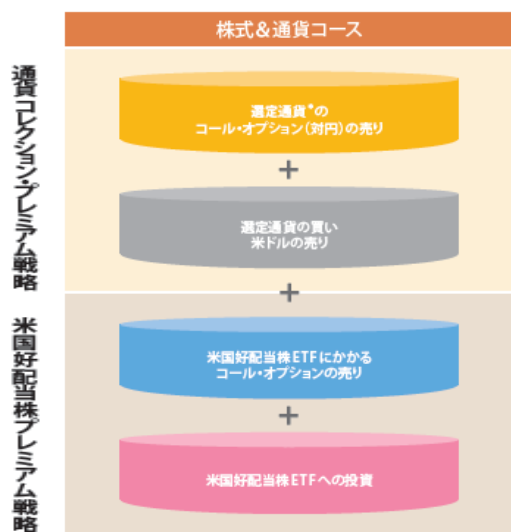 株式&通貨コース
通貨コレクション・プレミアム戦略
選定通貨*の
コール・オプション(対円)の売り
+
選定通貨の買い
米ドルの売り
+
米国好配当株プレミアム戦略
米国好配当株ETFにかかる
コール・オプションの売り
+
米国好配当株ETFへの投資